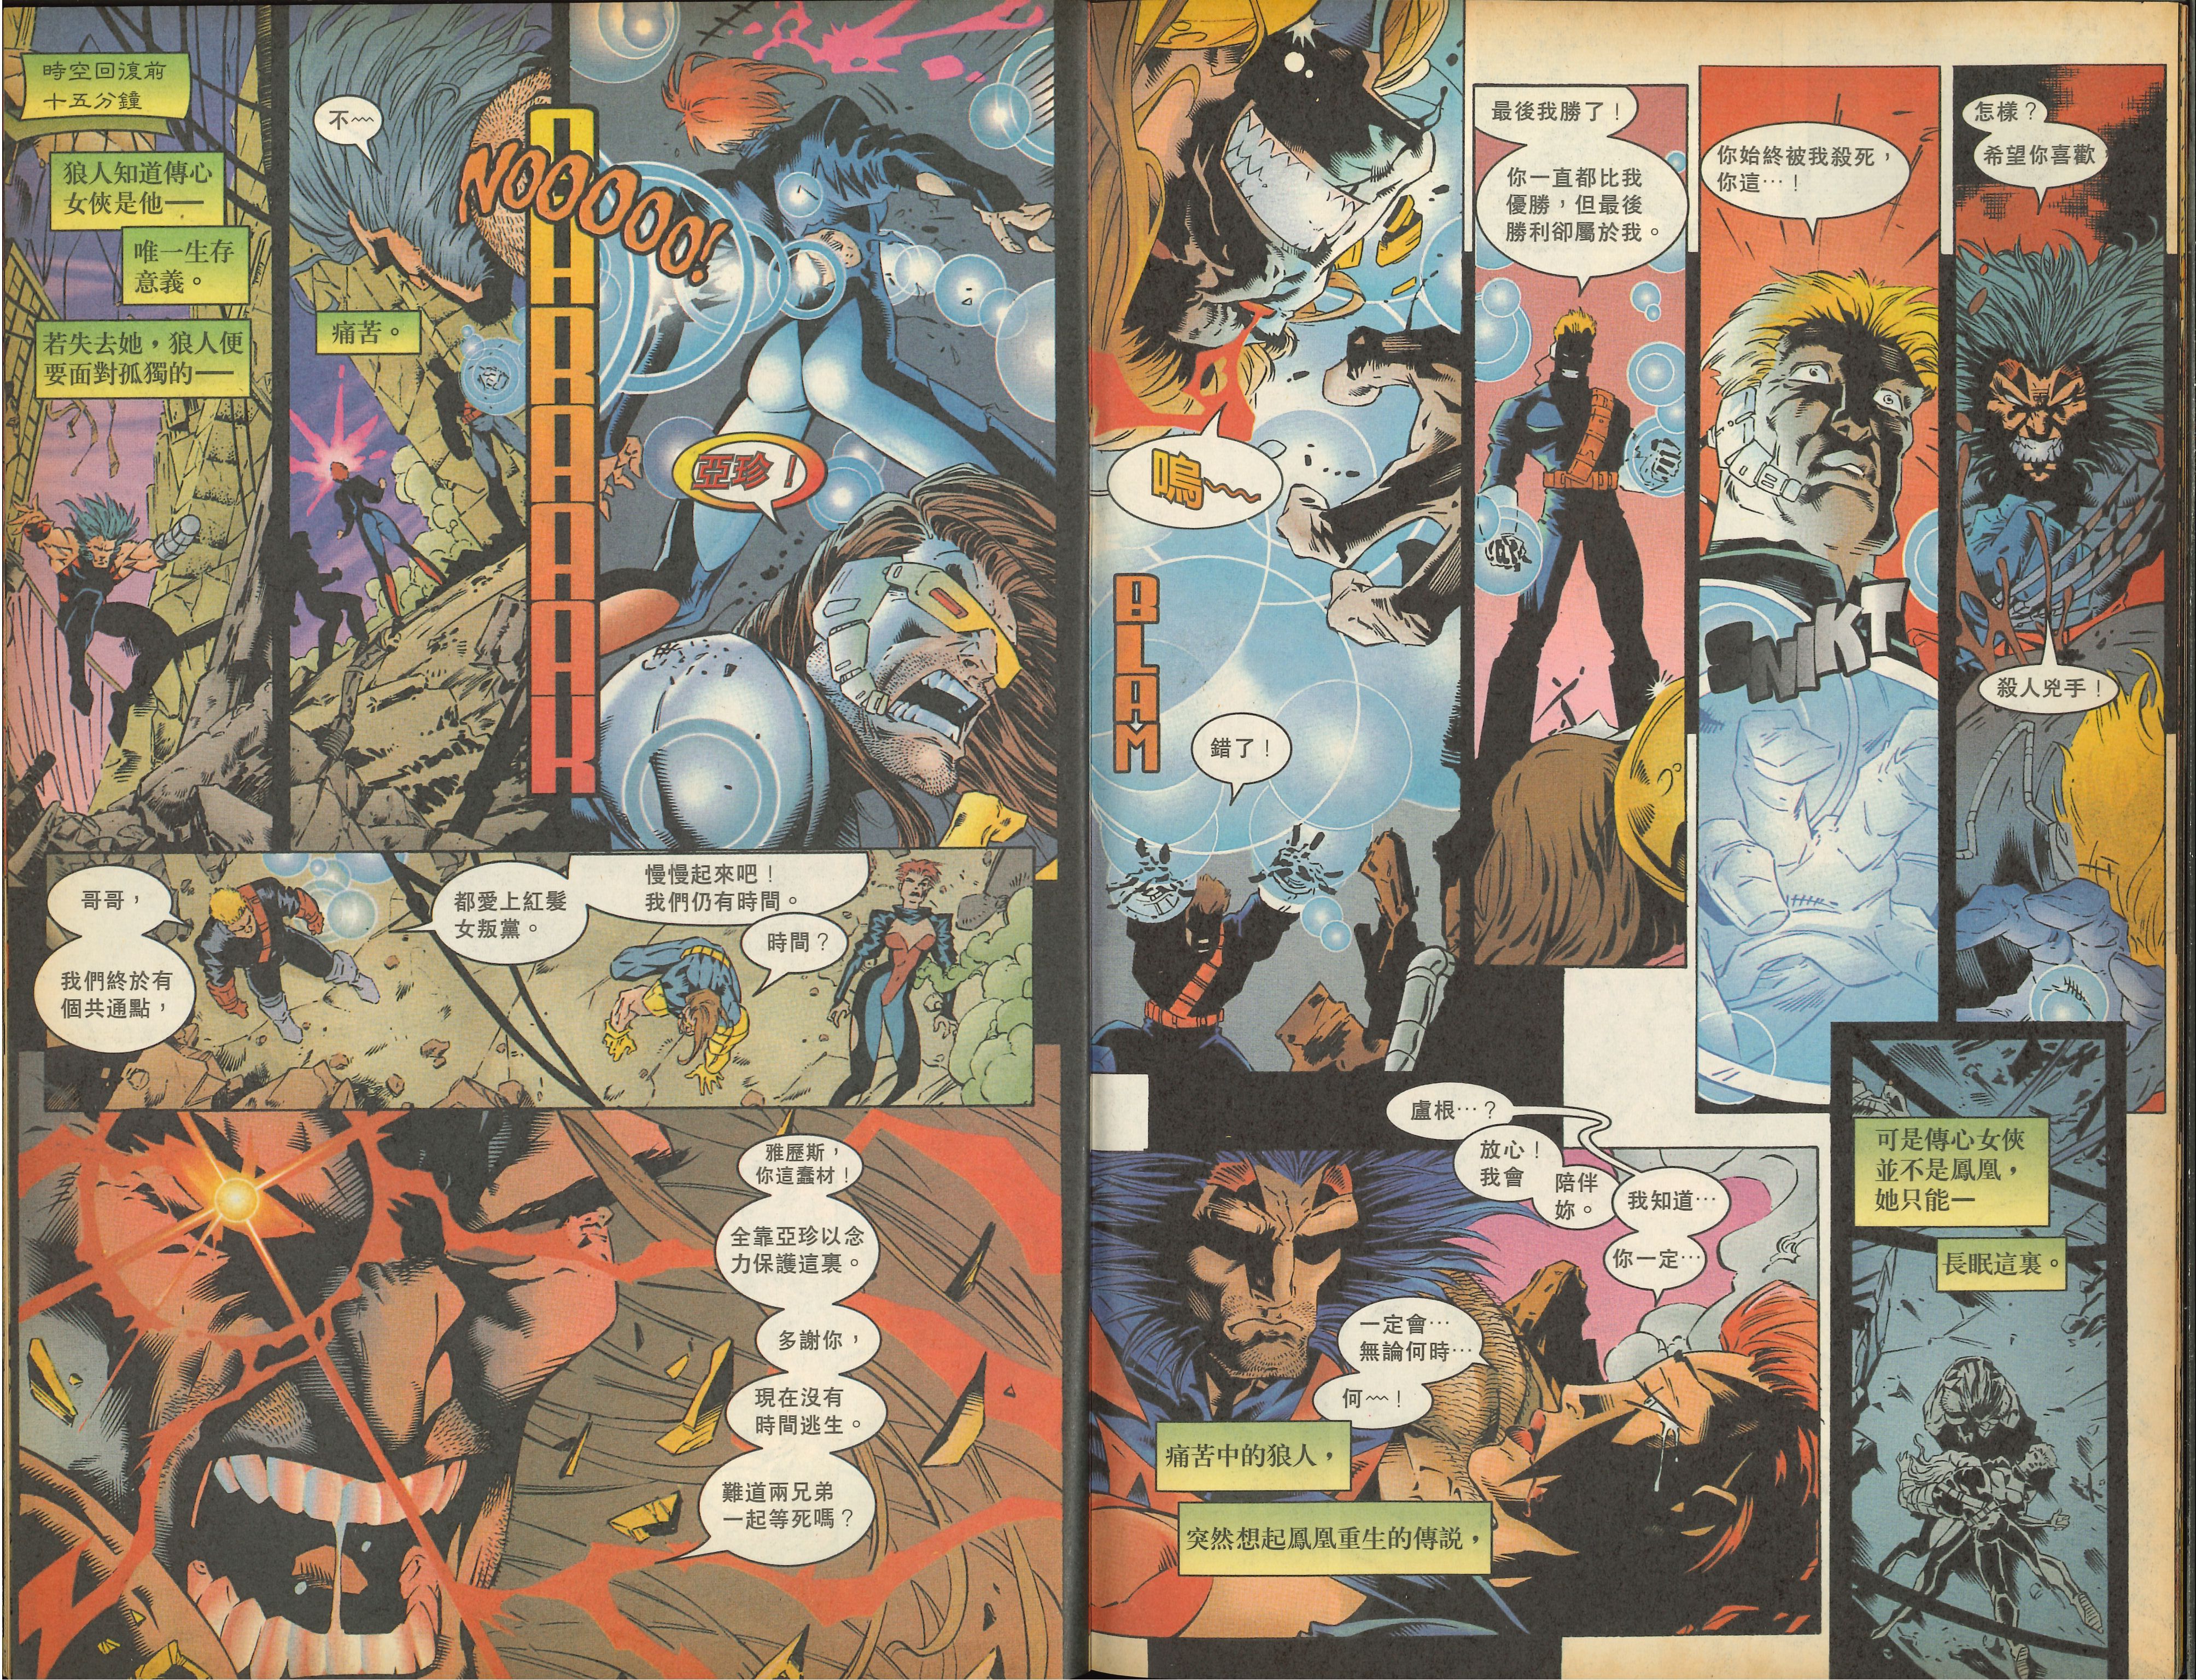 時空回復前
十五分鐘
狼人知道傳心
女俠是他——
唯一生存
意義。
若失去她，狼人便
要面對孤獨的——
不~~
痛苦。
NOOOOO!
亞珍！
哥哥，
我們終於有
個共通點，
都愛上紅髮
女叛黨。
慢慢起來吧！
我們仍有時間。
時間？
雅歷斯，
你這蠢材！
全靠亞珍以念
力保護這裏。
多謝你，
現在沒有
時間逃生。
難道兩兄弟
一起等死嗎？
嗚~
BLAM
錯了！
最後我勝了！
你一直都比我
優勝，但最後
勝利卻屬於我。
你始終被我殺死，
你這…！
SNIKT
怎樣？
希望你喜歡
殺人兇手！
盧根…？
放心！
我會
陪伴
妳。
我知道…
你一定…
一定會…
無論何時…
何~~！
痛苦中的狼人，
突然想起鳳凰重生的傳説，
可是傳心女俠
並不是鳳凰，
她只能—
長眠這裏。